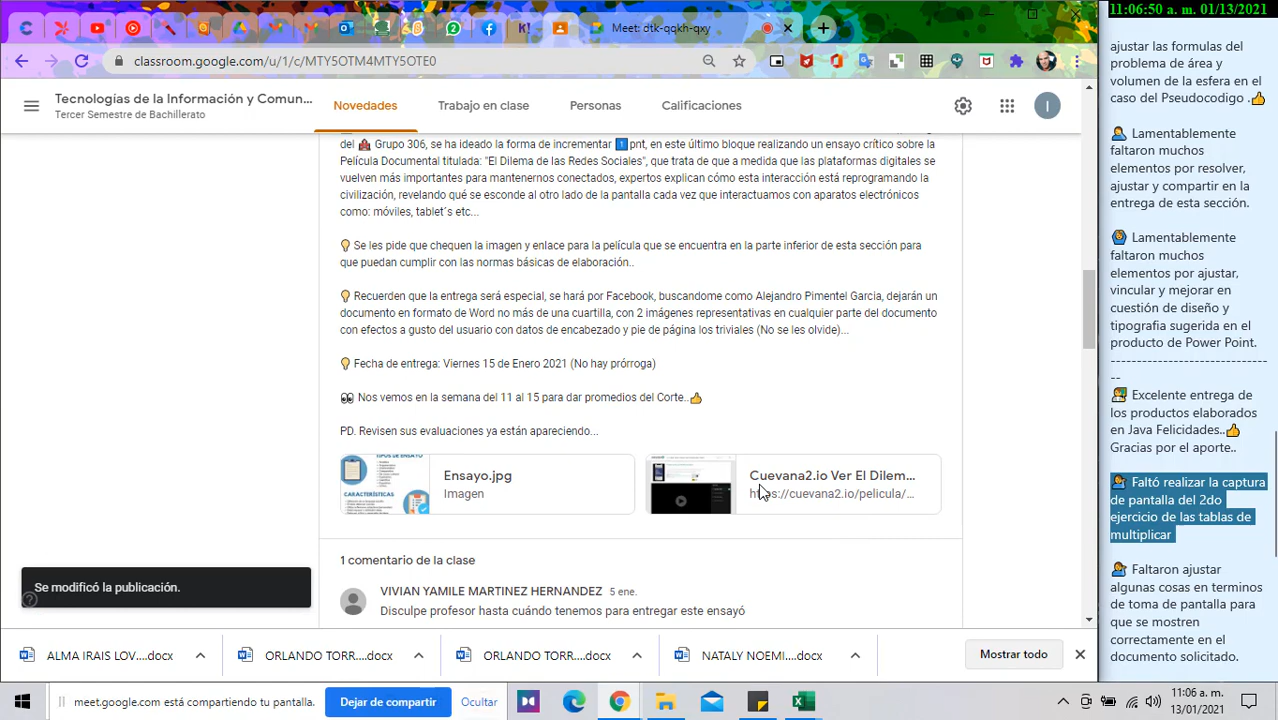 Meet: dtk-qqkh-qxy
classroom.google.com/u/1/c/MTY5OTM4MTY5OTE0
Tecnologías de la Información y Comun...
Tercer Semestre de Bachillerato
Novedades
Trabajo en clase
Personas
Calificaciones
I
del Grupo 306, se ha ideado la forma de incrementar 1 pnt, en este último bloque realizando un ensayo crítico sobre la
Película Documental titulada: "El Dilema de las Redes Sociales", que trata de que a medida que las plataformas digitales se
vuelven más importantes para mantenernos conectados, expertos explican cómo esta interacción está reprogramando la
civilización, revelando qué se esconde al otro lado de la pantalla cada vez que interactuamos con aparatos electrónicos
como: móviles, tablet´s etc...
💡 Se les pide que chequen la imagen y enlace para la película que se encuentra en la parte inferior de esta sección para
que puedan cumplir con las normas básicas de elaboración..
💡 Recuerden que la entrega será especial, se hará por Facebook, buscandome como Alejandro Pimentel Garcia, dejarán un
documento en formato de Word no más de una cuartilla, con 2 imágenes representativas en cualquier parte del documento
con efectos a gusto del usuario con datos de encabezado y pie de página los triviales (No se les olvide)...
💡 Fecha de entrega: Viernes 15 de Enero 2021 (No hay prórroga)
👀 Nos vemos en la semana del 11 al 15 para dar promedios del Corte..👍
PD. Revisen sus evaluaciones ya están apareciendo...
CARACTERÍSTICAS
Ensayo.jpg
Imagen
Cuevana2.io Ver El Dilem...
https://cuevana2.io/pelicula/...
1 comentario de la clase
VIVIAN YAMILE MARTINEZ HERNANDEZ 5 ene.
Disculpe profesor hasta cuándo tenemos para entregar este ensayó
Se modificó la publicación.
ALMA IRAIS LOV....docx
ORLANDO TORR....docx
ORLANDO TORR....docx
NATALY NOEMI....docx
Mostrar todo
meet.google.com está compartiendo tu pantalla.
Dejar de compartir
Ocultar
11:06 a. m.
13/01/2021
11:06:50 a. m. 01/13/2021
ajustar las formulas del
problema de área y
volumen de la esfera en el
caso del Pseudocodigo .👍
Lamentablemente
faltaron muchos
elementos por resolver,
ajustar y compartir en la
entrega de esta sección.
Lamentablemente
faltaron muchos
elementos por ajustar,
vincular y mejorar en
cuestión de diseño y
tipografia sugerida en el
producto de Power Point.
------------------------------------
--
Excelente entrega de
los productos elaborados
en Java Felicidades..👍
Gracias por el aporte..
Faltó realizar la captura
de pantalla del 2do
ejercicio de las tablas de
multiplicar
Faltaron ajustar
algunas cosas en terminos
de toma de pantalla para
que se mostren
correctamente en el
documento solicitado.